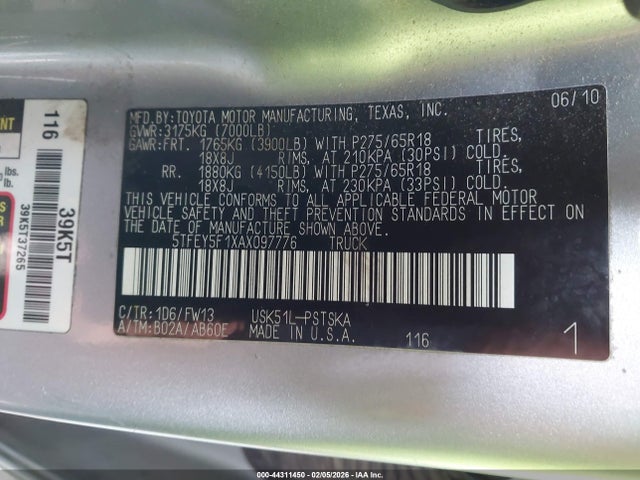 MFD.BY:TOYOTA MOTOR MANUFACTURING, TEXAS, INC. 06/10
GVWR:3175KG (7000LB)
GAWR:FRT. 1765KG (3900LB) WITH P275/65R18 TIRES,
18X8J RIMS, AT 210KPA (30PSI) COLD.
RR. 1880KG (4150LB) WITH P275/65R18 TIRES,
18X8J RIMS, AT 230KPA (33PSI) COLD.
THIS VEHICLE CONFORMS TO ALL APPLICABLE FEDERAL MOTOR
VEHICLE SAFETY AND THEFT PREVENTION STANDARDS IN EFFECT ON
THE DATE OF MANUFACTURE SHOWN ABOVE.
5TFEY5F1XAX097776 TRUCK
C/TR:1D6/FW13 USK51L-PSTSKA
A/TM:B02A/AB60E MADE IN U.S.A. 116 1
116
39K5T
39K5T37265
lbs.
lb.
000-44311450 - 02/05/2026 - IAA Inc.